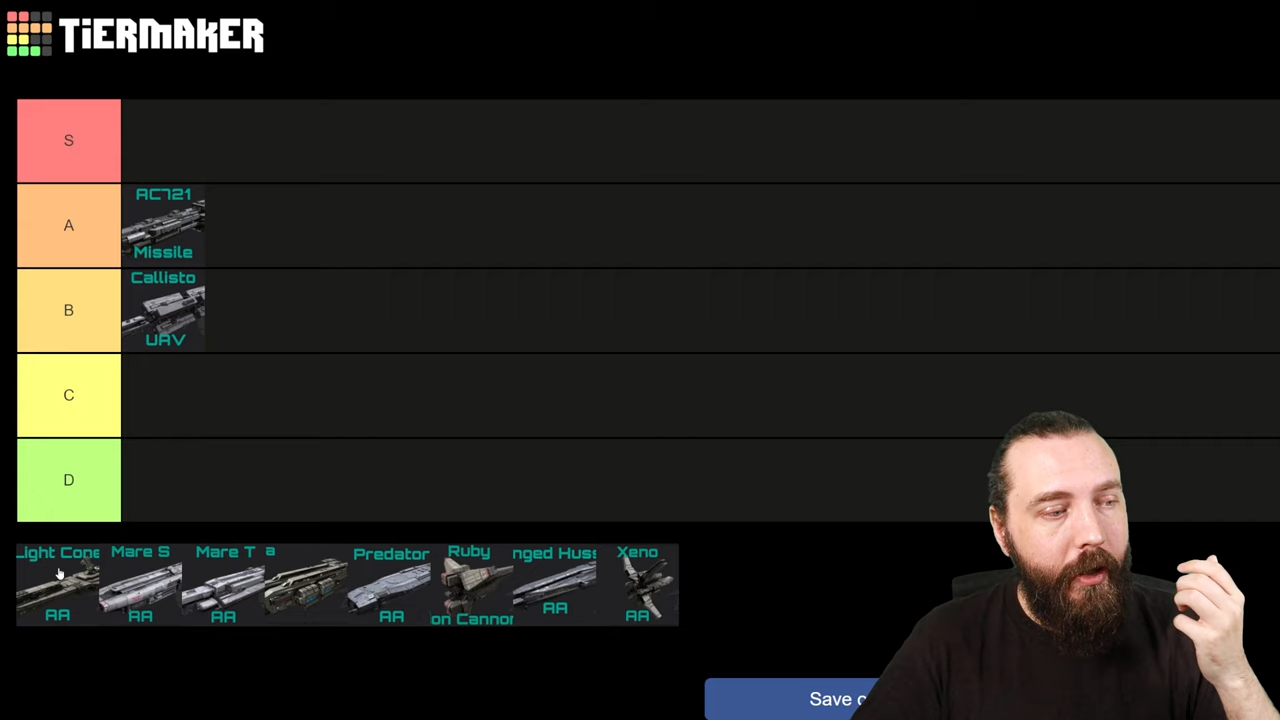 TiERMAKER
S
A
AC721
Missile
B
Callisto
UAV
C
D
Light Cone
AA
Mare S
AA
Mare T
AA
a
Predator
AA
Ruby
on Cannon
nged Huss
AA
Xeno
AA
Save